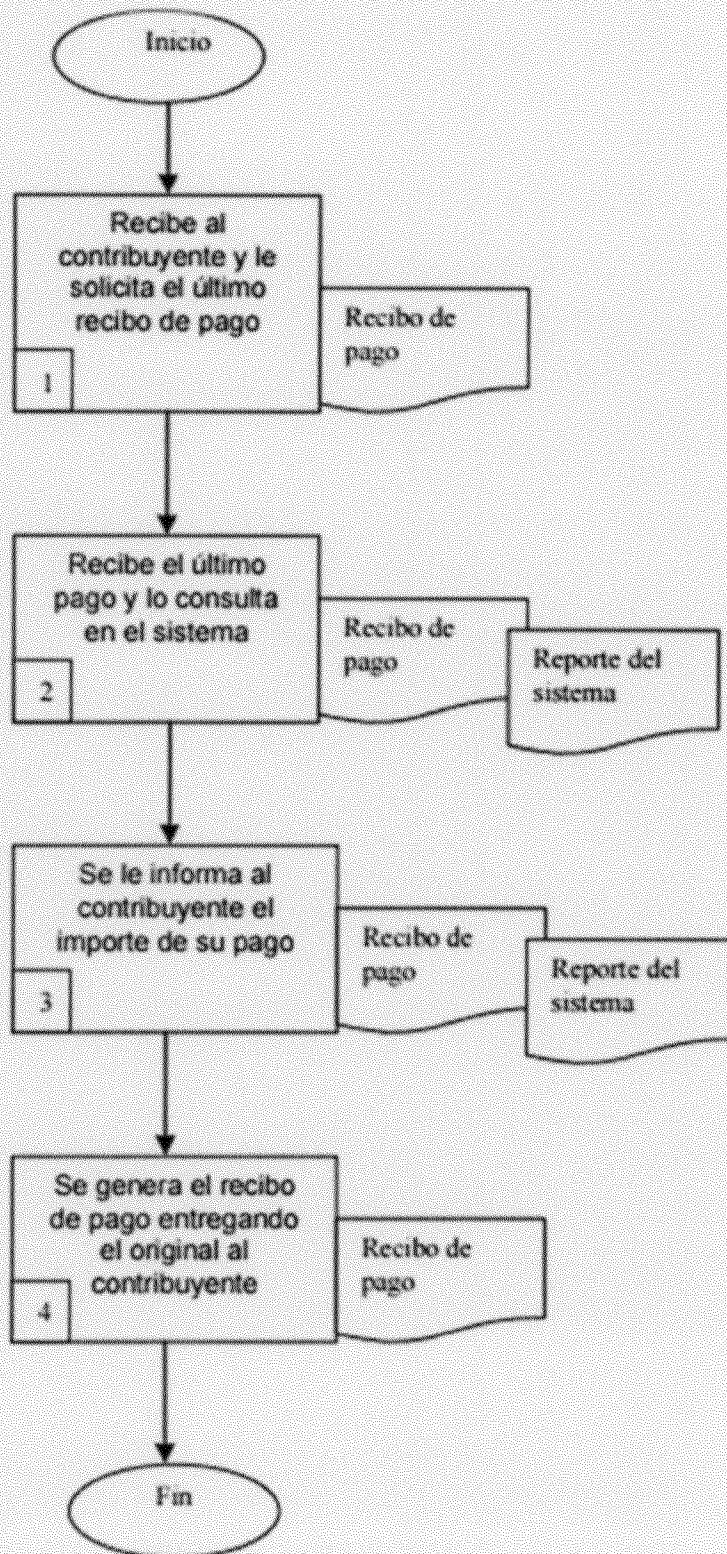 Inicio
Recibe al
contribuyente y le
solicita el último
recibo de pago
1
Recibo de
pago
Recibe el último
pago y lo consulta
en el sistema
2
Recibo de
pago
Reporte del
sistema
Se le informa al
contribuyente el
importe de su pago
3
Recibo de
pago
Reporte del
sistema
Se genera el recibo
de pago entregando
el original al
contribuyente
4
Recibo de
pago
Fin